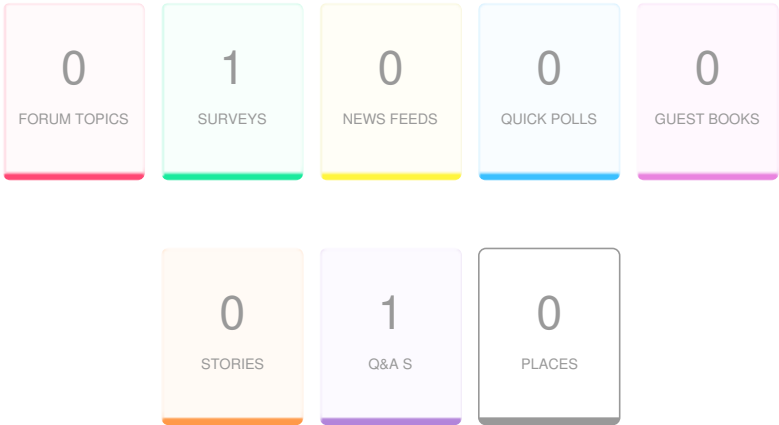 0 1 0 0 0
FORUM TOPICS SURVEYS NEWS FEEDS QUICK POLLS GUEST BOOKS
0 1 0
STORIES Q&A S PLACES